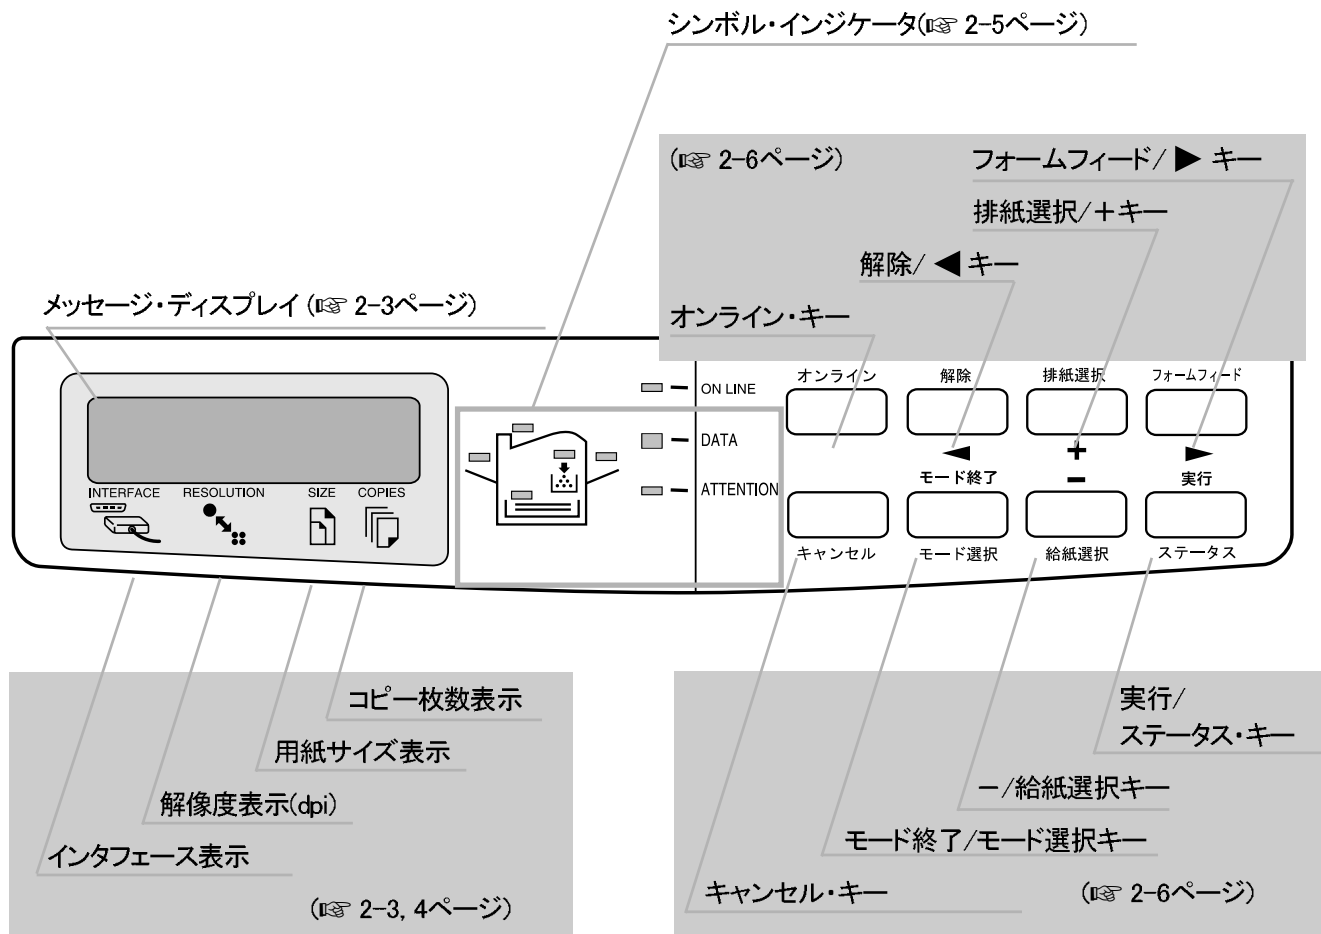 シンボル・インジケータ(☞ 2-5ページ)
(☞ 2-6ページ)
フォームフィード/ ▶ キー
排紙選択/＋キー
解除/ ◀ キー
オンライン・キー
メッセージ・ディスプレイ (☞ 2-3ページ)
オンライン
解除
排紙選択
フォームフィード
ON LINE
DATA
ATTENTION
◀
+
▶
モード終了
−
実行
INTERFACE
RESOLUTION
SIZE
COPIES
キャンセル
モード選択
給紙選択
ステータス
コピー枚数表示
用紙サイズ表示
解像度表示(dpi)
インタフェース表示
(☞ 2-3, 4ページ)
実行/
ステータス・キー
−/給紙選択キー
モード終了/モード選択キー
キャンセル・キー
(☞ 2-6ページ)